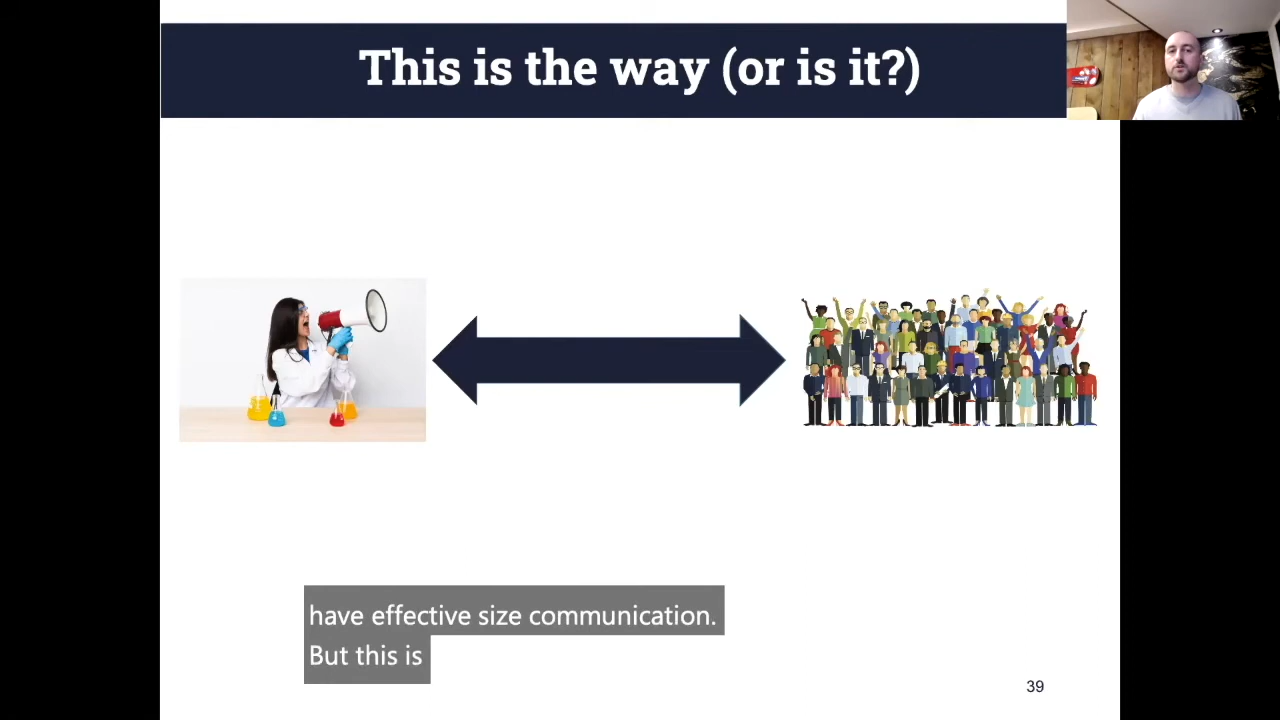 This is the way (or is it?)
have effective size communication.
But this is
39